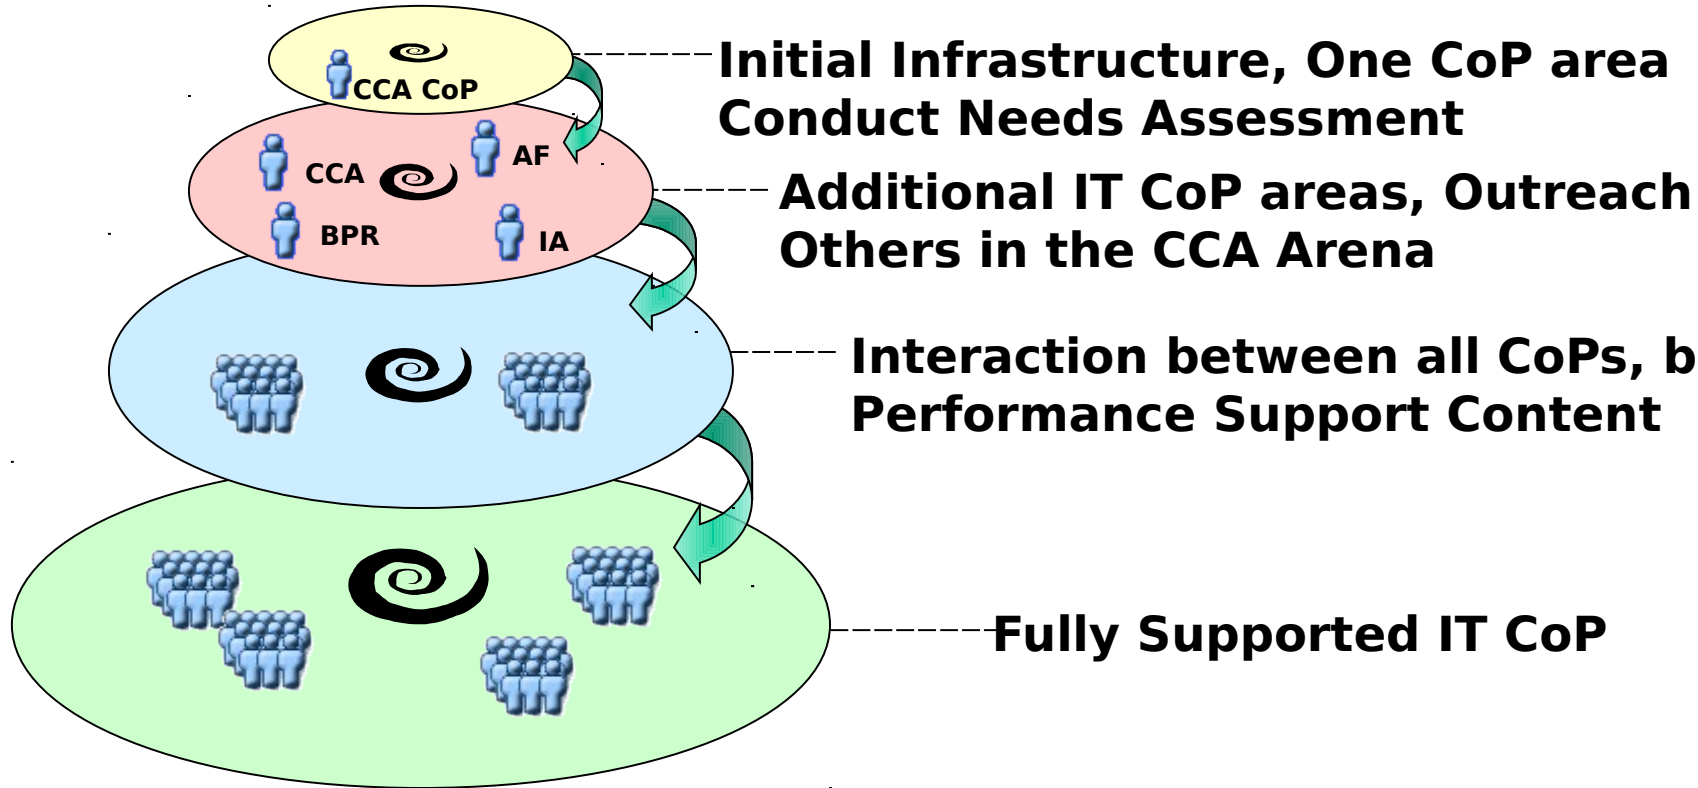 CCA CoP
Initial Infrastructure, One CoP area
Conduct Needs Assessment
CCA
AF
BPR
IA
Additional IT CoP areas, Outreach
Others in the CCA Arena
Interaction between all CoPs, b
Performance Support Content
Fully Supported IT CoP